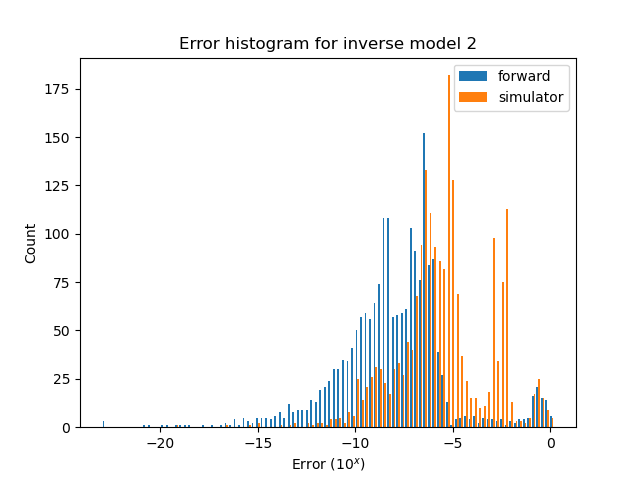 Error histogram for inverse model 2
forward
simulator
175
150
125
100
75
50
25
0
Count
−20 −15 −10 −5 0
Error (10^x)